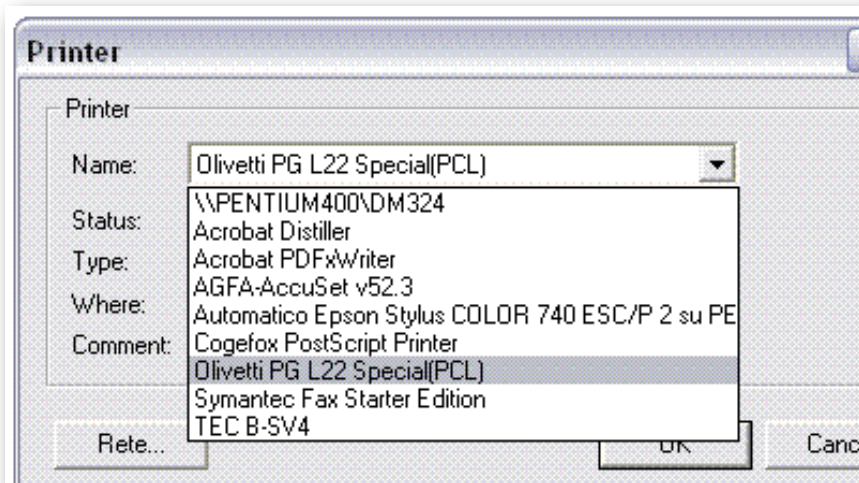 Printer
Printer
Name:
Olivetti PG L22 Special(PCL)
\\PENTIUM400\DM324
Status:
Acrobat Distiller
Type:
Acrobat PDFxWriter
AGFA-AccuSet v52.3
Where:
Automatico Epson Stylus COLOR 740 ESC/P 2 su PE
Comment:
Cogefox PostScript Printer
Olivetti PG L22 Special(PCL)
Symantec Fax Starter Edition
TEC B-SV4
Rete...
OK
Canc